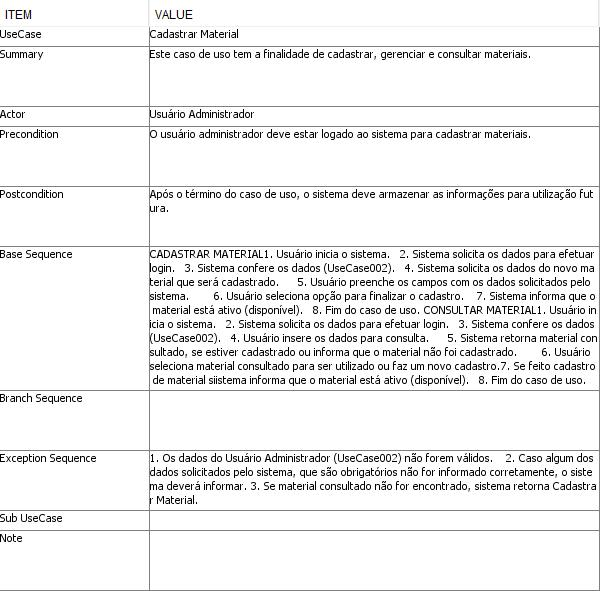 ITEM VALUE
UseCase Cadastrar Material
Summary Este caso de uso tem a finalidade de cadastrar, gerenciar e consultar materiais.
Actor Usuário Administrador
Precondition O usuário administrador deve estar logado ao sistema para cadastrar materiais.
Postcondition Após o término do caso de uso, o sistema deve armazenar as informações para utilização fut
ura.
Base Sequence CADASTRAR MATERIAL1. Usuário inicia o sistema. 2. Sistema solicita os dados para efetuar
login. 3. Sistema confere os dados (UseCase002). 4. Sistema solicita os dados do novo ma
terial que será cadastrado. 5. Usuário preenche os campos com os dados solicitados pelo
sistema. 6. Usuário seleciona opção para finalizar o cadastro. 7. Sistema informa que o
material está ativo (disponível). 8. Fim do caso de uso. CONSULTAR MATERIAL1. Usuário in
icia o sistema. 2. Sistema solicita os dados para efetuar login. 3. Sistema confere os dados
(UseCase002). 4. Usuário insere os dados para consulta. 5. Sistema retorna material con
sultado, se estiver cadastrado ou informa que o material não foi cadastrado. 6. Usuário
seleciona material consultado para ser utilizado ou faz um novo cadastro.7. Se feito cadastro
de material siistema informa que o material está ativo (disponível). 8. Fim do caso de uso.
Branch Sequence
Exception Sequence 1. Os dados do Usuário Administrador (UseCase002) não forem válidos. 2. Caso algum dos
dados solicitados pelo sistema, que são obrigatórios não for informado corretamente, o siste
ma deverá informar. 3. Se material consultado não for encontrado, sistema retorna Cadastra
r Material.
Sub UseCase
Note